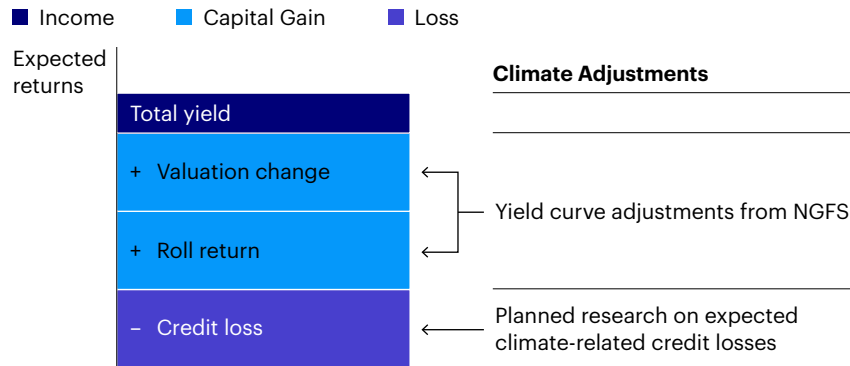 Income Capital Gain Loss
Expected
returns
Climate Adjustments
Total yield
+ Valuation change
Yield curve adjustments from NGFS
+ Roll return
– Credit loss
Planned research on expected
climate-related credit losses